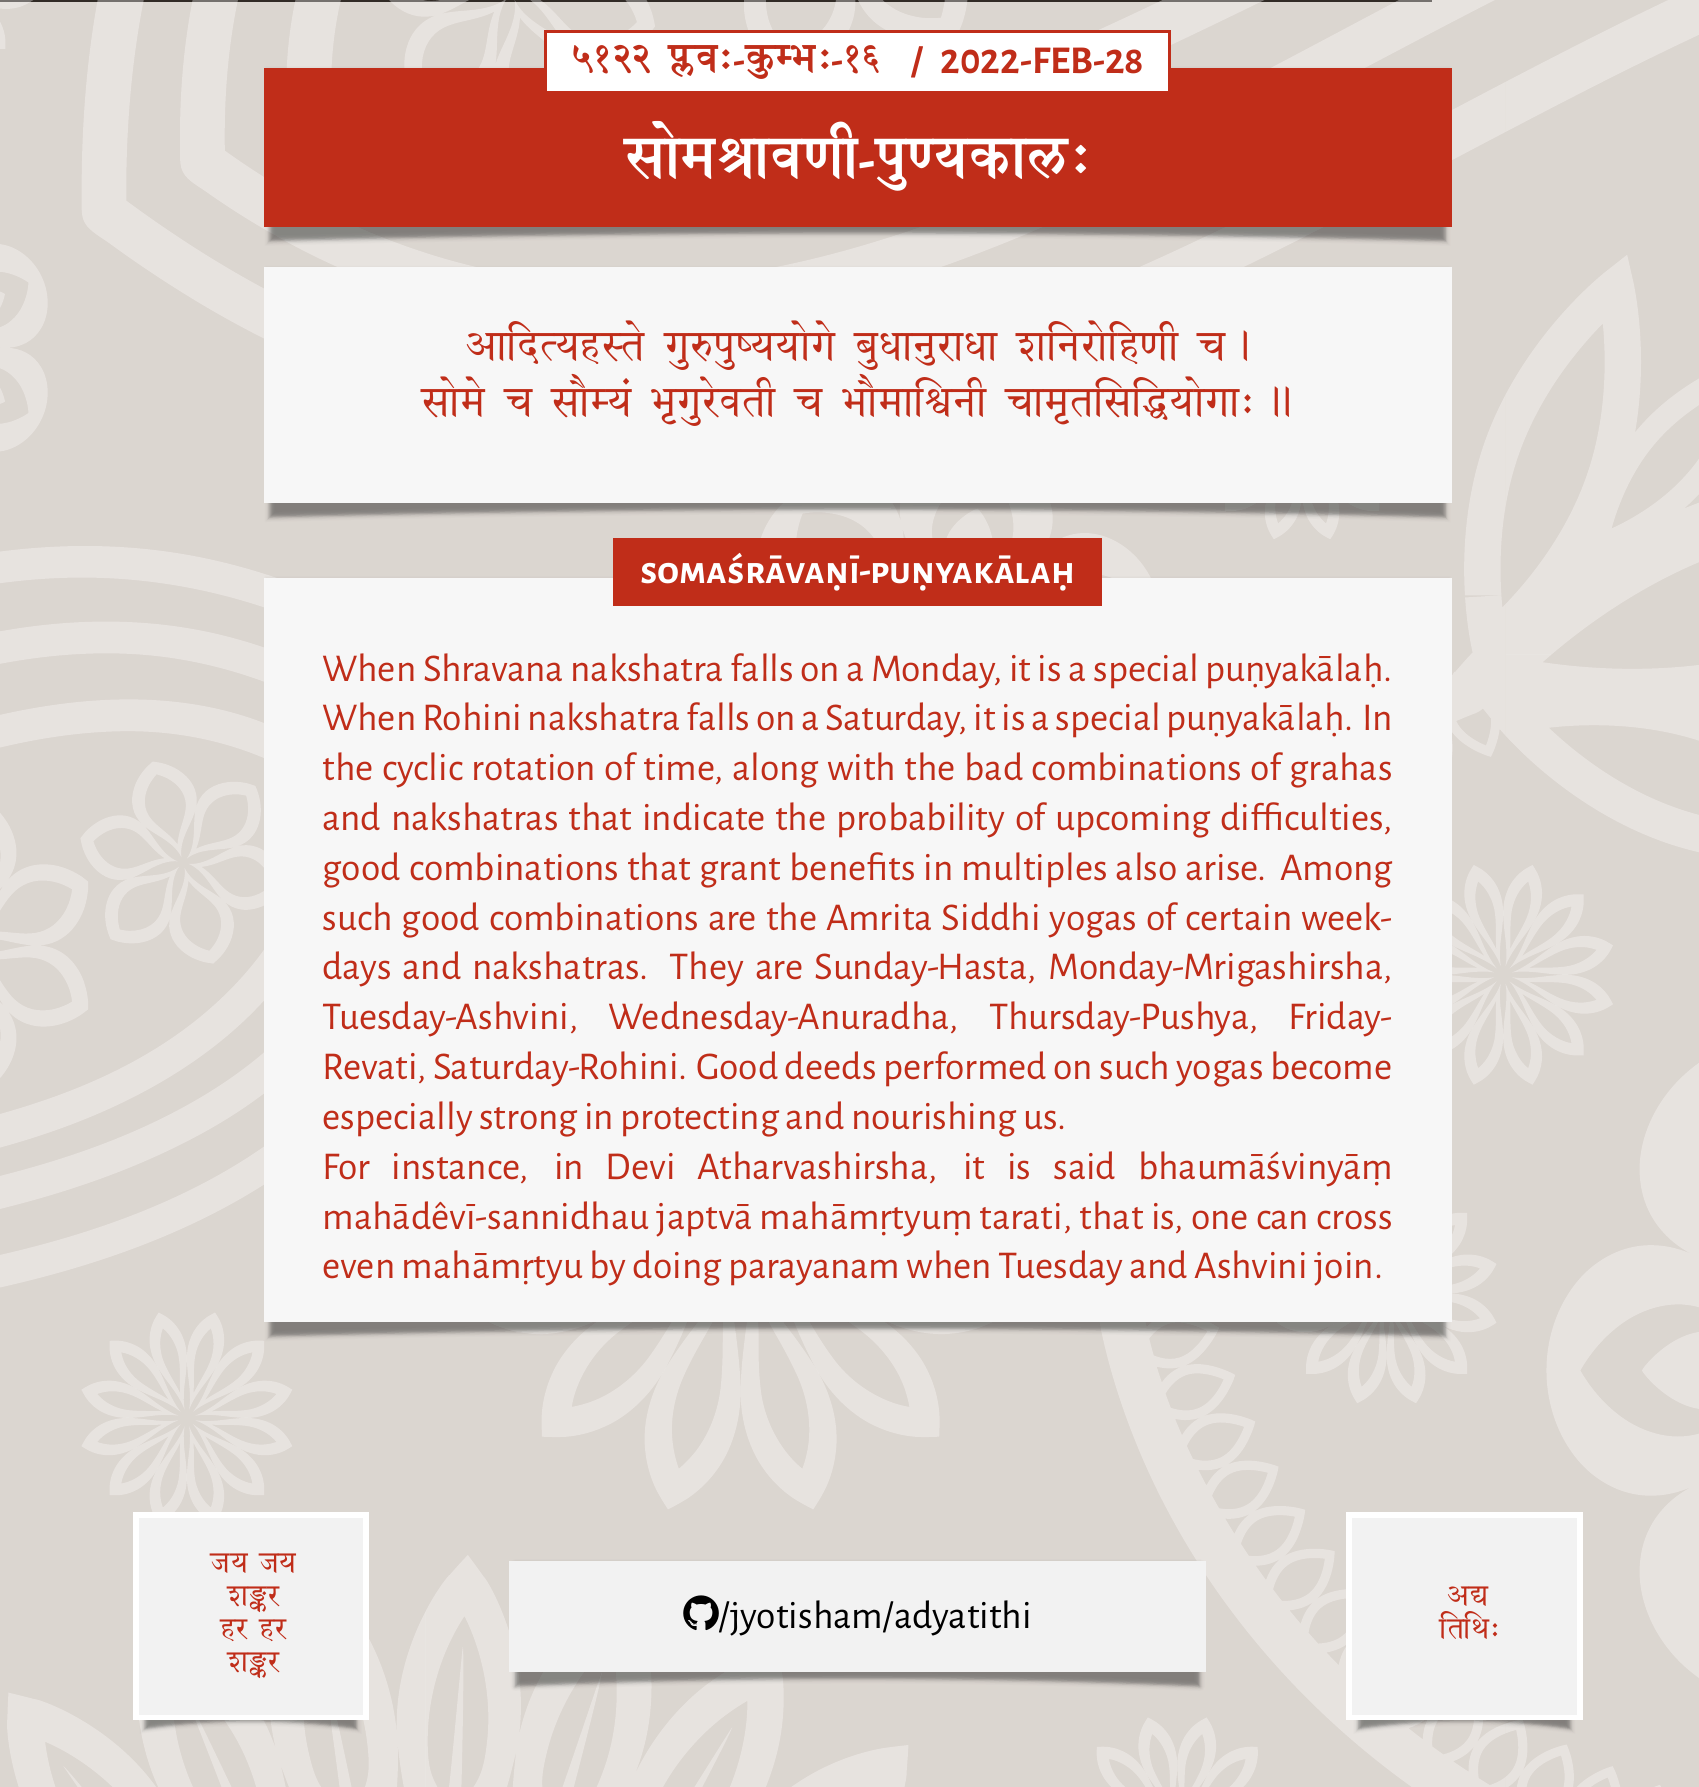 ५१२२ प्लवः-कुम्भः-१६ / 2022-FEB-28
सोमश्रावणी-पुण्यकालः
आदित्यहस्ते गुरुपुष्ययोगे बुधानुराधा शनिरोहिणी च ।
सोमे च सौम्यं भृगुरेवती च भौमाश्विनी चामृतसिद्धियोगाः ॥
SOMAŚRĀVAṆĪ-PUṆYAKĀLAḤ
When Shravana nakshatra falls on a Monday, it is a special puṇyakālaḥ.
When Rohini nakshatra falls on a Saturday, it is a special puṇyakālaḥ. In
the cyclic rotation of time, along with the bad combinations of grahas
and nakshatras that indicate the probability of upcoming difficulties,
good combinations that grant benefits in multiples also arise. Among
such good combinations are the Amrita Siddhi yogas of certain week-
days and nakshatras. They are Sunday-Hasta, Monday-Mrigashirsha,
Tuesday-Ashvini, Wednesday-Anuradha, Thursday-Pushya, Friday-
Revati, Saturday-Rohini. Good deeds performed on such yogas become
especially strong in protecting and nourishing us.
For instance, in Devi Atharvashirsha, it is said bhaumāśvinyāṃ
mahādêvī-sannidhau japtvā mahāmṛtyuṃ tarati, that is, one can cross
even mahāmṛtyu by doing parayanam when Tuesday and Ashvini join.
जय जय
शङ्कर
हर हर
शङ्कर
/jyotisham/adyatithi
अद्य
तिथिः